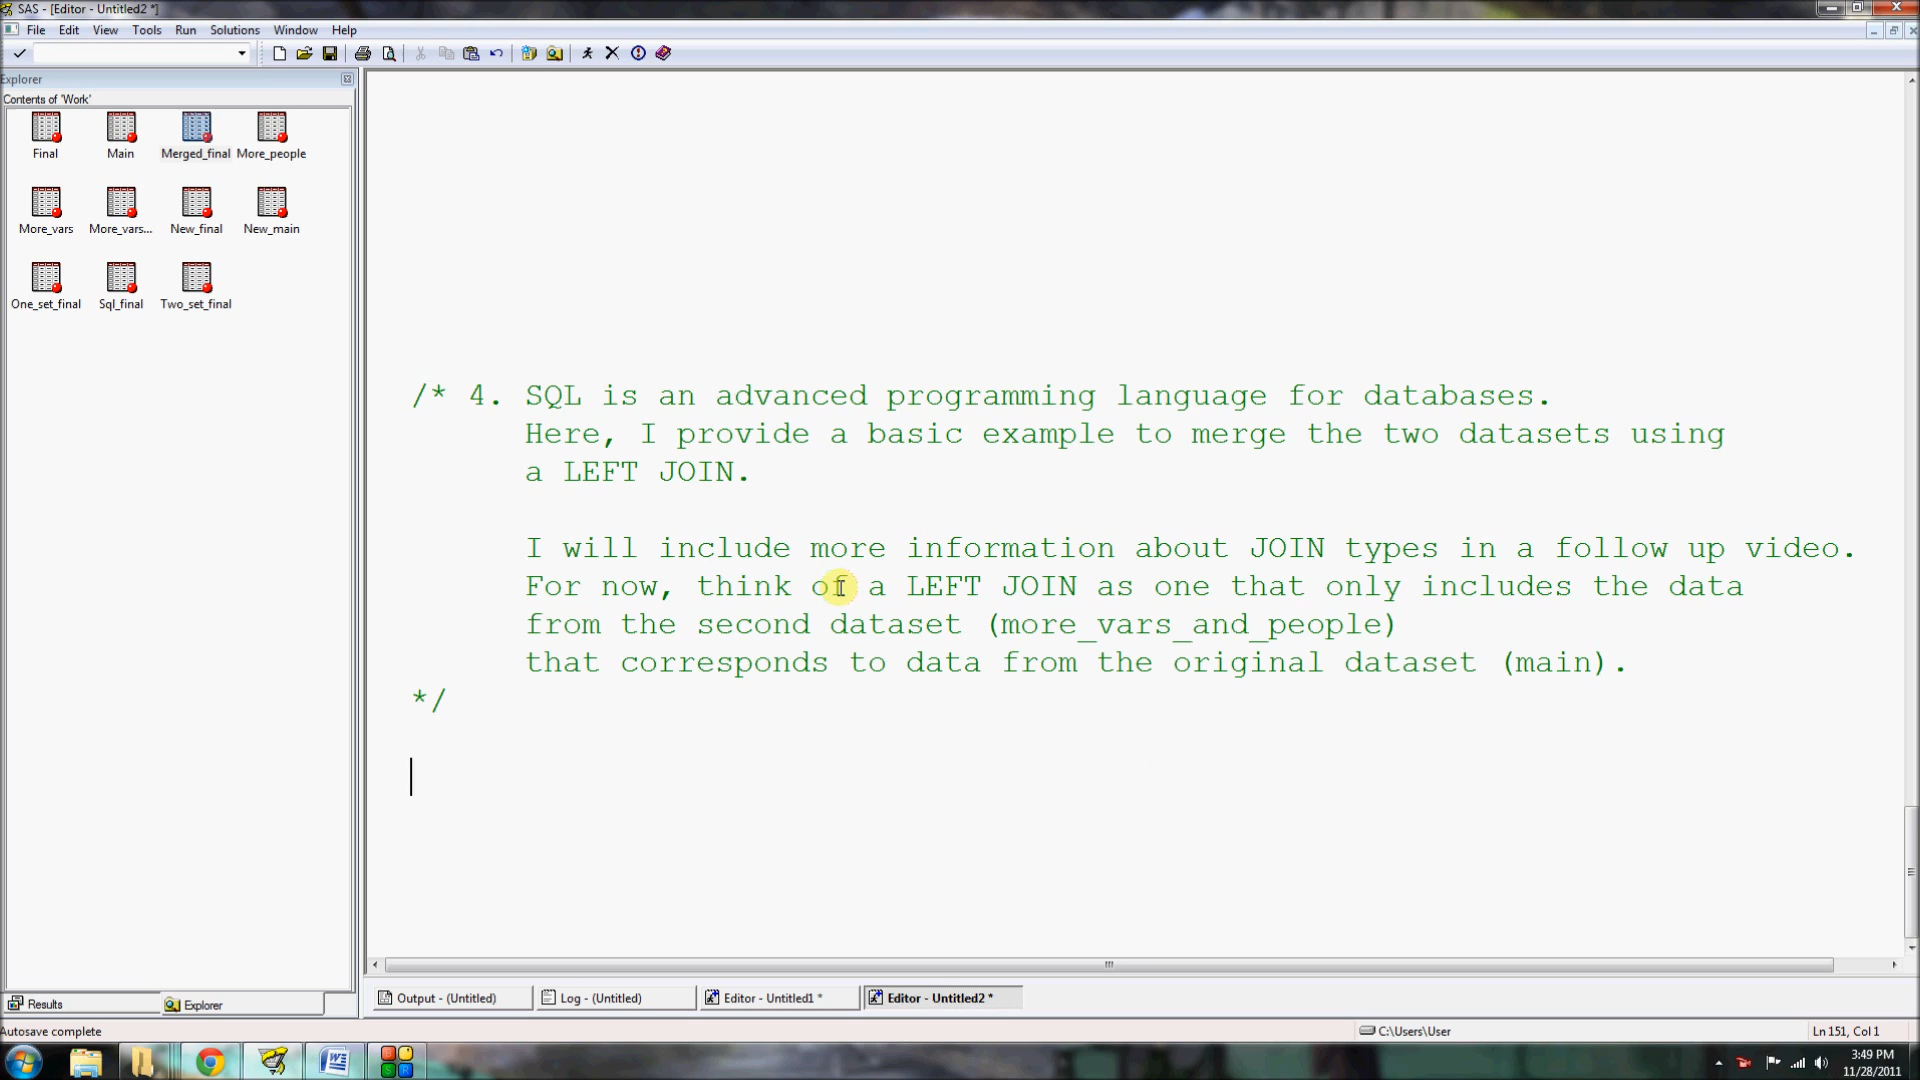 SAS - [Editor - Untitled2 *]
File Edit View Tools Run Solutions Window Help
Explorer
Contents of 'Work'
Final Main Merged_final More_people
More_vars More_vars... New_final New_main
One_set_final Sql_final Two_set_final
/* 4. SQL is an advanced programming language for databases.
Here, I provide a basic example to merge the two datasets using
a LEFT JOIN.
I will include more information about JOIN types in a follow up video.
For now, think of a LEFT JOIN as one that only includes the data
from the second dataset (more_vars_and_people)
that corresponds to data from the original dataset (main).
*/
Results Explorer
Output - (Untitled) Log - (Untitled) Editor - Untitled1 * Editor - Untitled2 *
Autosave complete C:\Users\User Ln 151, Col 1
3:49 PM
11/28/2011